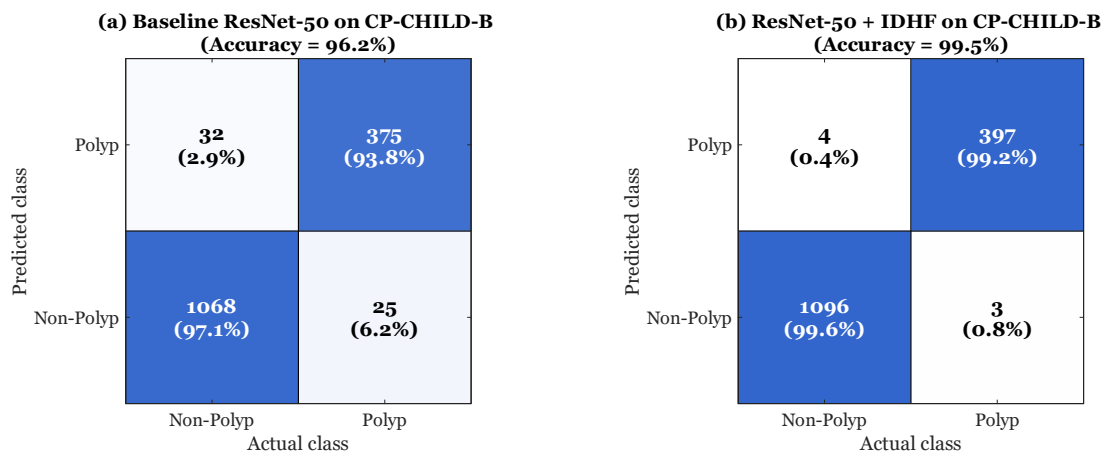 (a) Baseline ResNet-50 on CP-CHILD-B
(Accuracy = 96.2%)
Predicted class
Polyp
32
(2.9%)
375
(93.8%)
Non-Polyp
1068
(97.1%)
25
(6.2%)
Non-Polyp
Polyp
Actual class
(b) ResNet-50 + IDHF on CP-CHILD-B
(Accuracy = 99.5%)
Predicted class
Polyp
4
(0.4%)
397
(99.2%)
Non-Polyp
1096
(99.6%)
3
(0.8%)
Non-Polyp
Polyp
Actual class